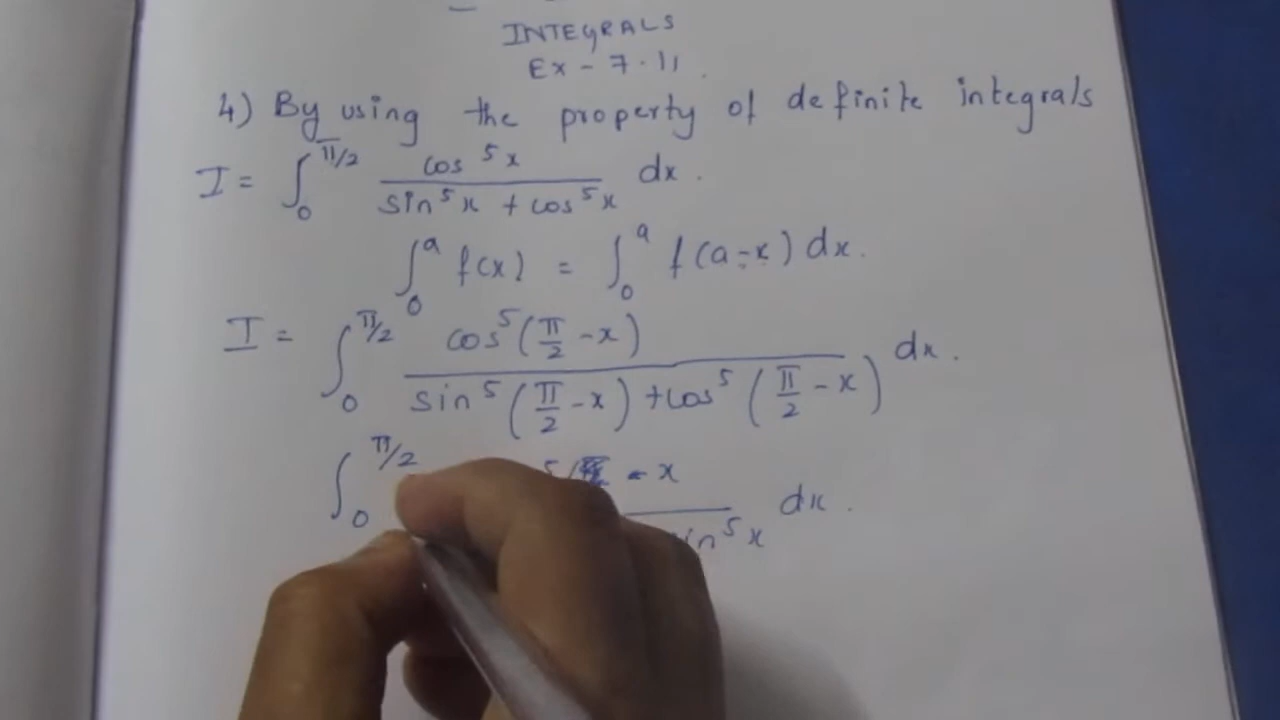 INTEGRALS
Ex - 7.11.
4) By using the property of definite integrals
I = ∫₀^π/2 cos⁵x / sin⁵x + cos⁵x dx.
∫₀^a f(x) = ∫₀^a f(a-x) dx.
I = ∫₀^π/2 cos⁵(π/2 - x) / sin⁵(π/2 - x) + cos⁵(π/2 - x) dx.
∫₀^π/2 - x / in⁵x dx.